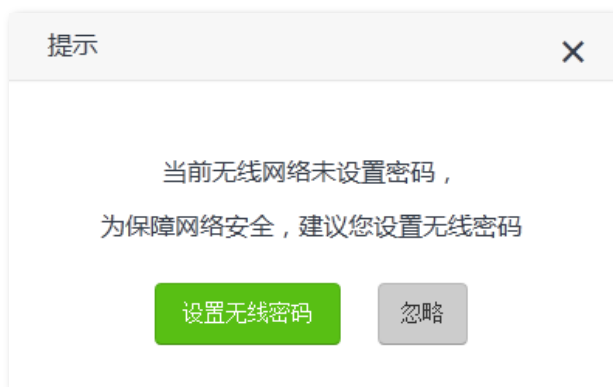 提示
当前无线网络未设置密码，
为保障网络安全，建议您设置无线密码
设置无线密码
忽略